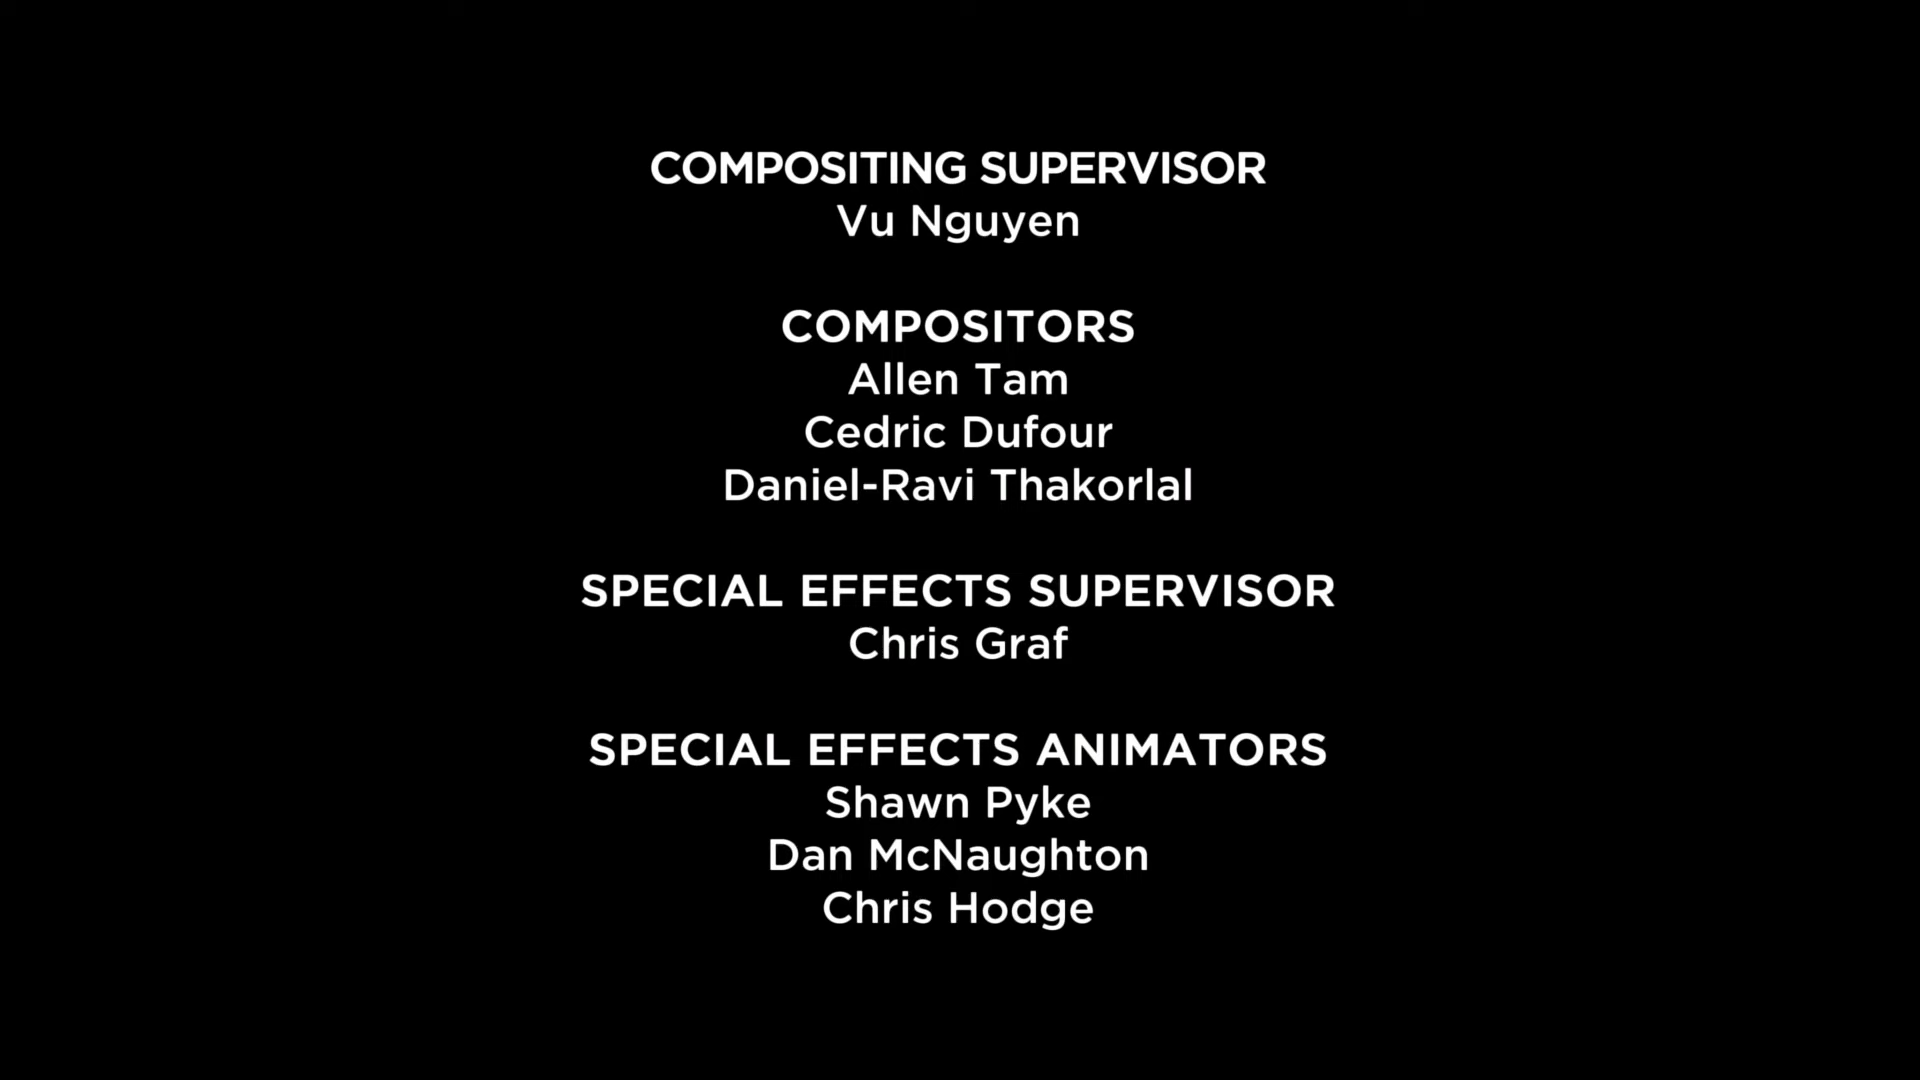 COMPOSITING SUPERVISOR
Vu Nguyen
COMPOSITORS
Allen Tam
Cedric Dufour
Daniel-Ravi Thakorlal
SPECIAL EFFECTS SUPERVISOR
Chris Graf
SPECIAL EFFECTS ANIMATORS
Shawn Pyke
Dan McNaughton
Chris Hodge